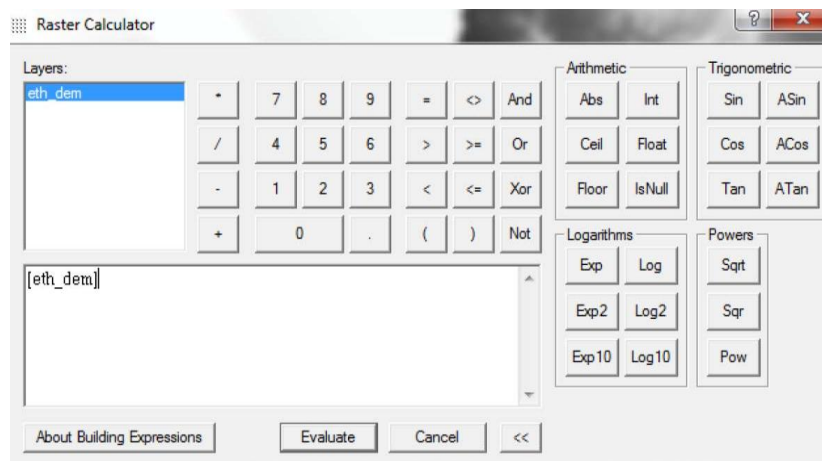 Raster Calculator
?
X
Layers:
eth_dem
* 7 8 9 = <> And
/ 4 5 6 > >= Or
- 1 2 3 < <= Xor
+ 0 . ( ) Not
Arithmetic
Abs Int
Ceil Float
Floor IsNull
Trigonometric
Sin ASin
Cos ACos
Tan ATan
Logarithms
Exp Log
Exp2 Log2
Exp10 Log10
Powers
Sqrt
Sqr
Pow
[eth_dem]
About Building Expressions Evaluate Cancel <<